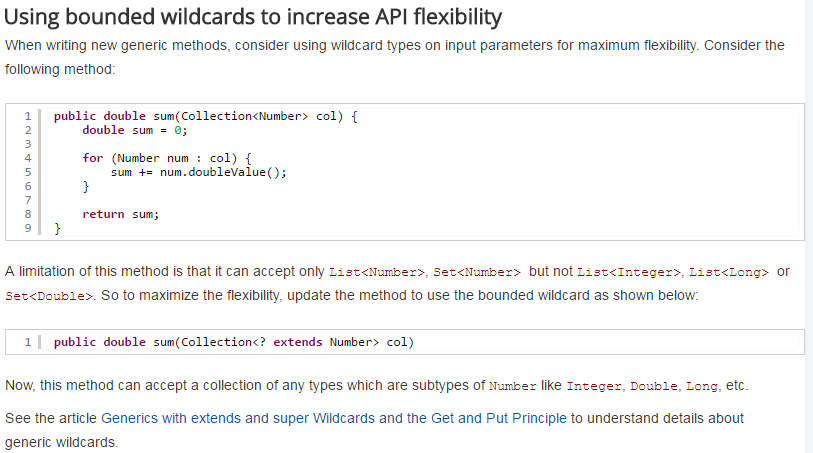 Using bounded wildcards to increase API flexibility
When writing new generic methods, consider using wildcard types on input parameters for maximum flexibility. Consider the
following method:
1 public double sum(Collection<Number> col) {
2     double sum = 0;
3
4     for (Number num : col) {
5         sum += num.doubleValue();
6     }
7
8     return sum;
9 }
A limitation of this method is that it can accept only List<Number>, Set<Number> but not List<Integer>, List<Long> or
Set<Double>. So to maximize the flexibility, update the method to use the bounded wildcard as shown below:
1 public double sum(Collection<? extends Number> col)
Now, this method can accept a collection of any types which are subtypes of Number like Integer, Double, Long, etc.
See the article Generics with extends and super Wildcards and the Get and Put Principle to understand details about
generic wildcards.